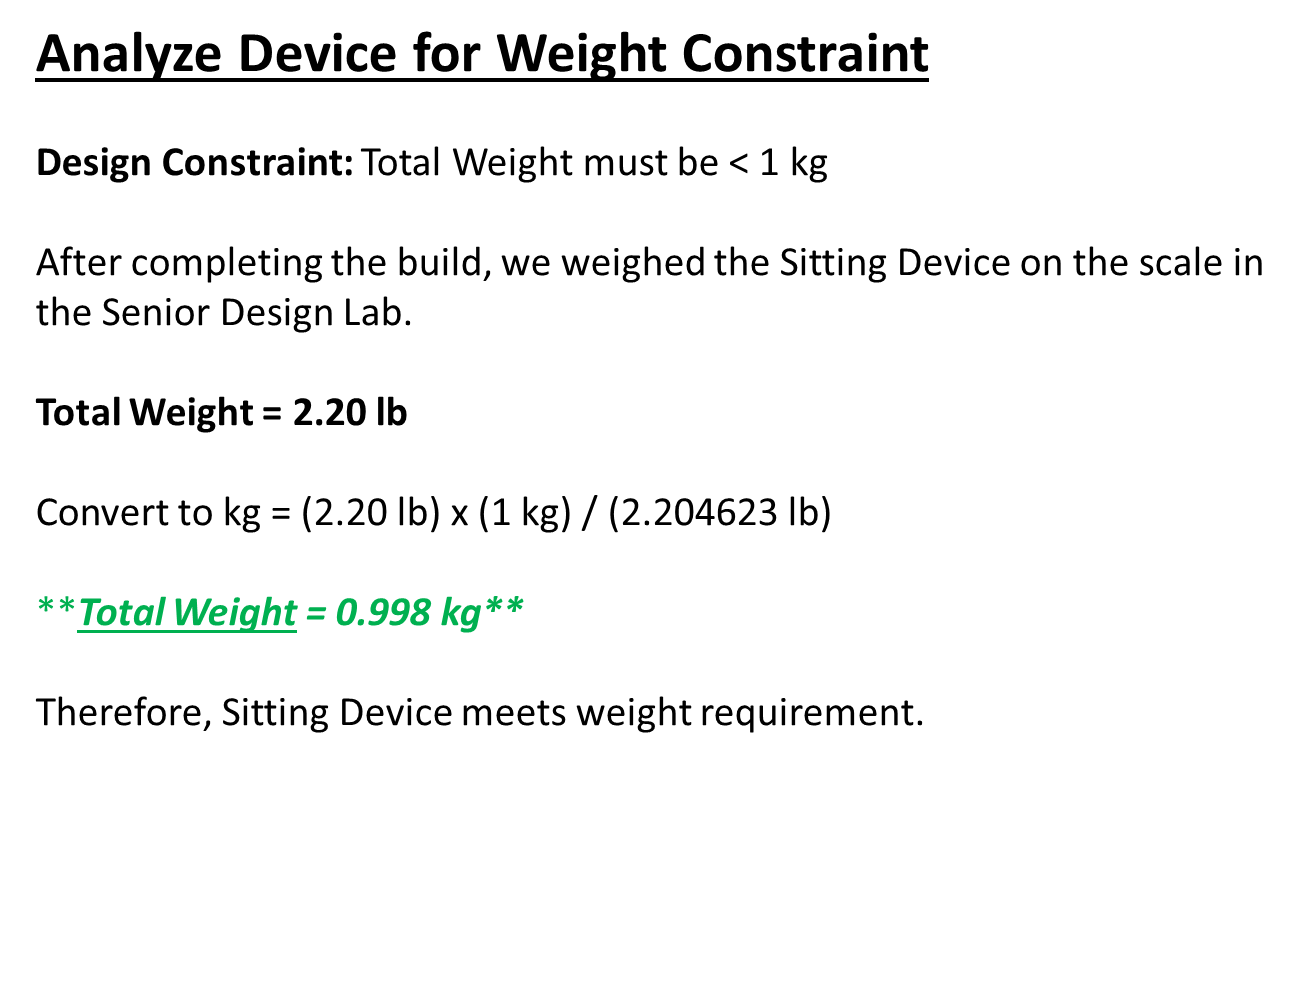 Analyze Device for Weight Constraint
Design Constraint: Total Weight must be < 1 kg
After completing the build, we weighed the Sitting Device on the scale in
the Senior Design Lab.
Total Weight = 2.20 lb
Convert to kg = (2.20 lb) x (1 kg) / (2.204623 lb)
**Total Weight = 0.998 kg**
Therefore, Sitting Device meets weight requirement.